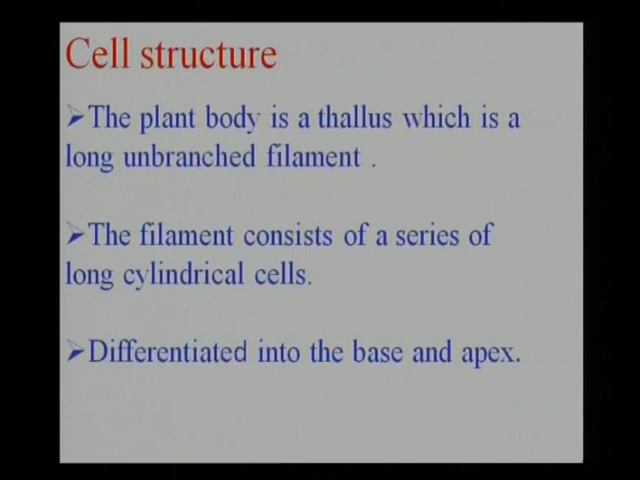 Cell structure
➢The plant body is a thallus which is a
long unbranched filament .
➢The filament consists of a series of
long cylindrical cells.
➢Differentiated into the base and apex.